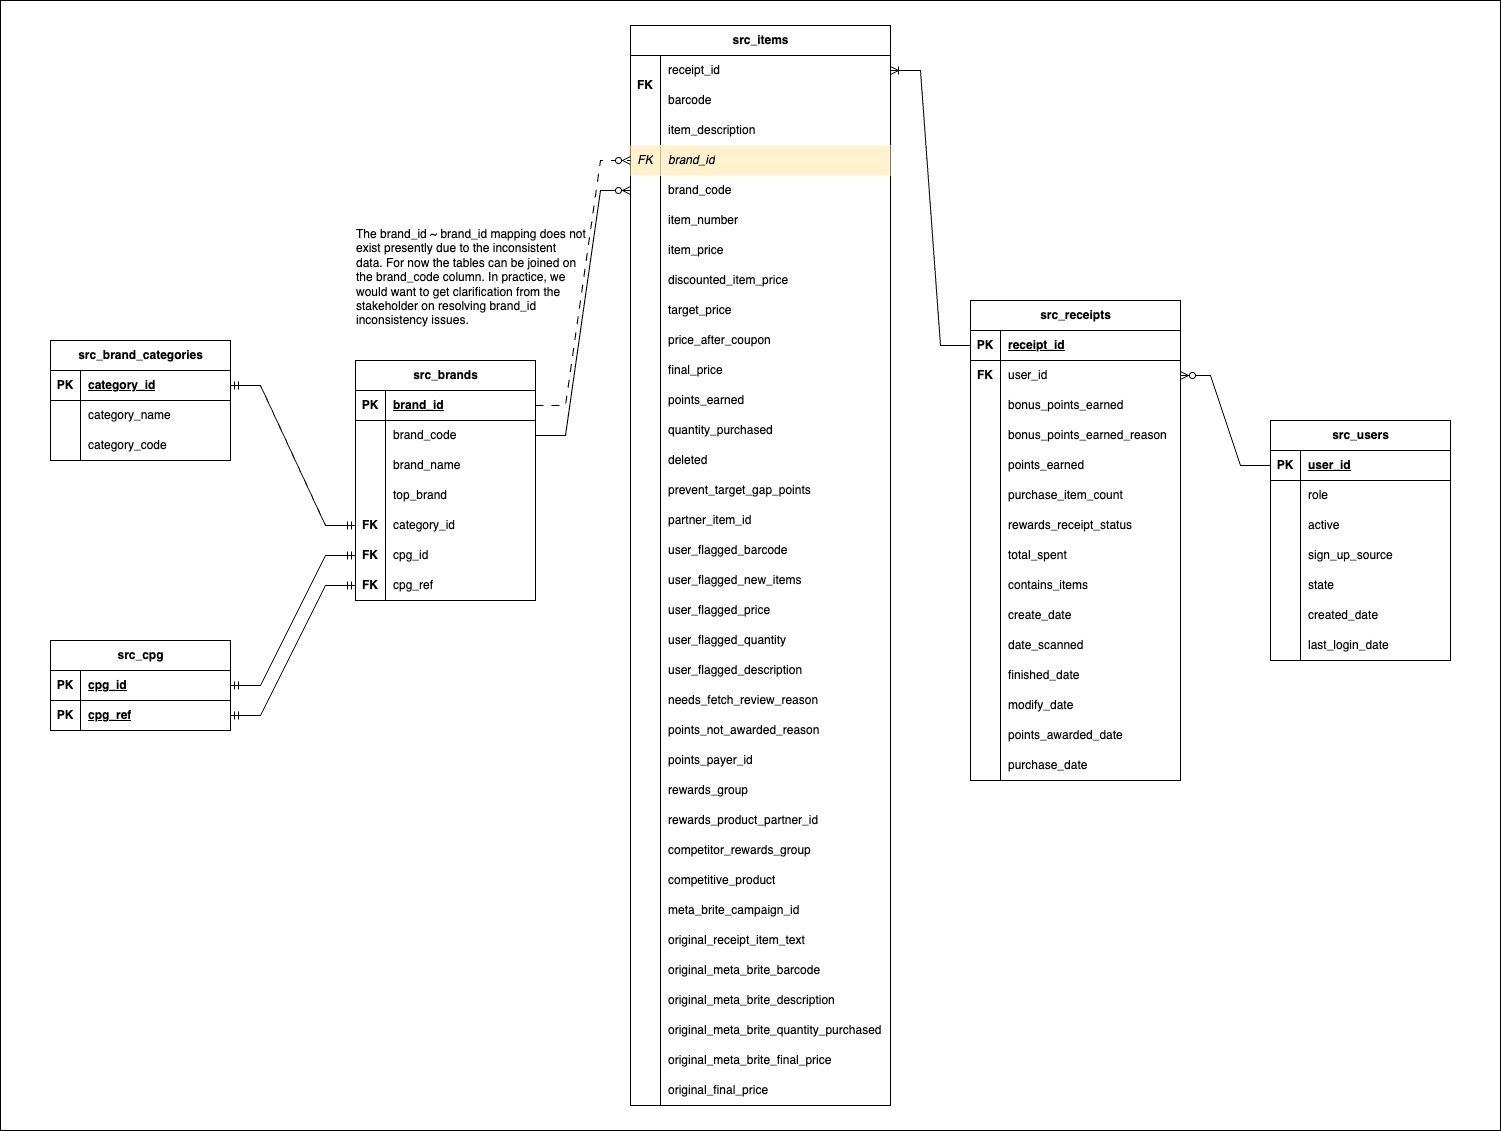 src_items
FK
receipt_id
barcode
item_description
FK brand_id
brand_code
item_number
item_price
discounted_item_price
target_price
price_after_coupon
final_price
points_earned
quantity_purchased
deleted
prevent_target_gap_points
partner_item_id
user_flagged_barcode
user_flagged_new_items
user_flagged_price
user_flagged_quantity
user_flagged_description
needs_fetch_review_reason
points_not_awarded_reason
points_payer_id
rewards_group
rewards_product_partner_id
competitor_rewards_group
competitive_product
meta_brite_campaign_id
original_receipt_item_text
original_meta_brite_barcode
original_meta_brite_description
original_meta_brite_quantity_purchased
original_meta_brite_final_price
original_final_price
The brand_id ~ brand_id mapping does not
exist presently due to the inconsistent
data. For now the tables can be joined on
the brand_code column. In practice, we
would want to get clarification from the
stakeholder on resolving brand_id
inconsistency issues.
src_brand_categories
PK category_id
category_name
category_code
src_brands
PK brand_id
brand_code
brand_name
top_brand
FK category_id
FK cpg_id
FK cpg_ref
src_cpg
PK cpg_id
PK cpg_ref
src_receipts
PK receipt_id
FK user_id
bonus_points_earned
bonus_points_earned_reason
points_earned
purchase_item_count
rewards_receipt_status
total_spent
contains_items
create_date
date_scanned
finished_date
modify_date
points_awarded_date
purchase_date
src_users
PK user_id
role
active
sign_up_source
state
created_date
last_login_date